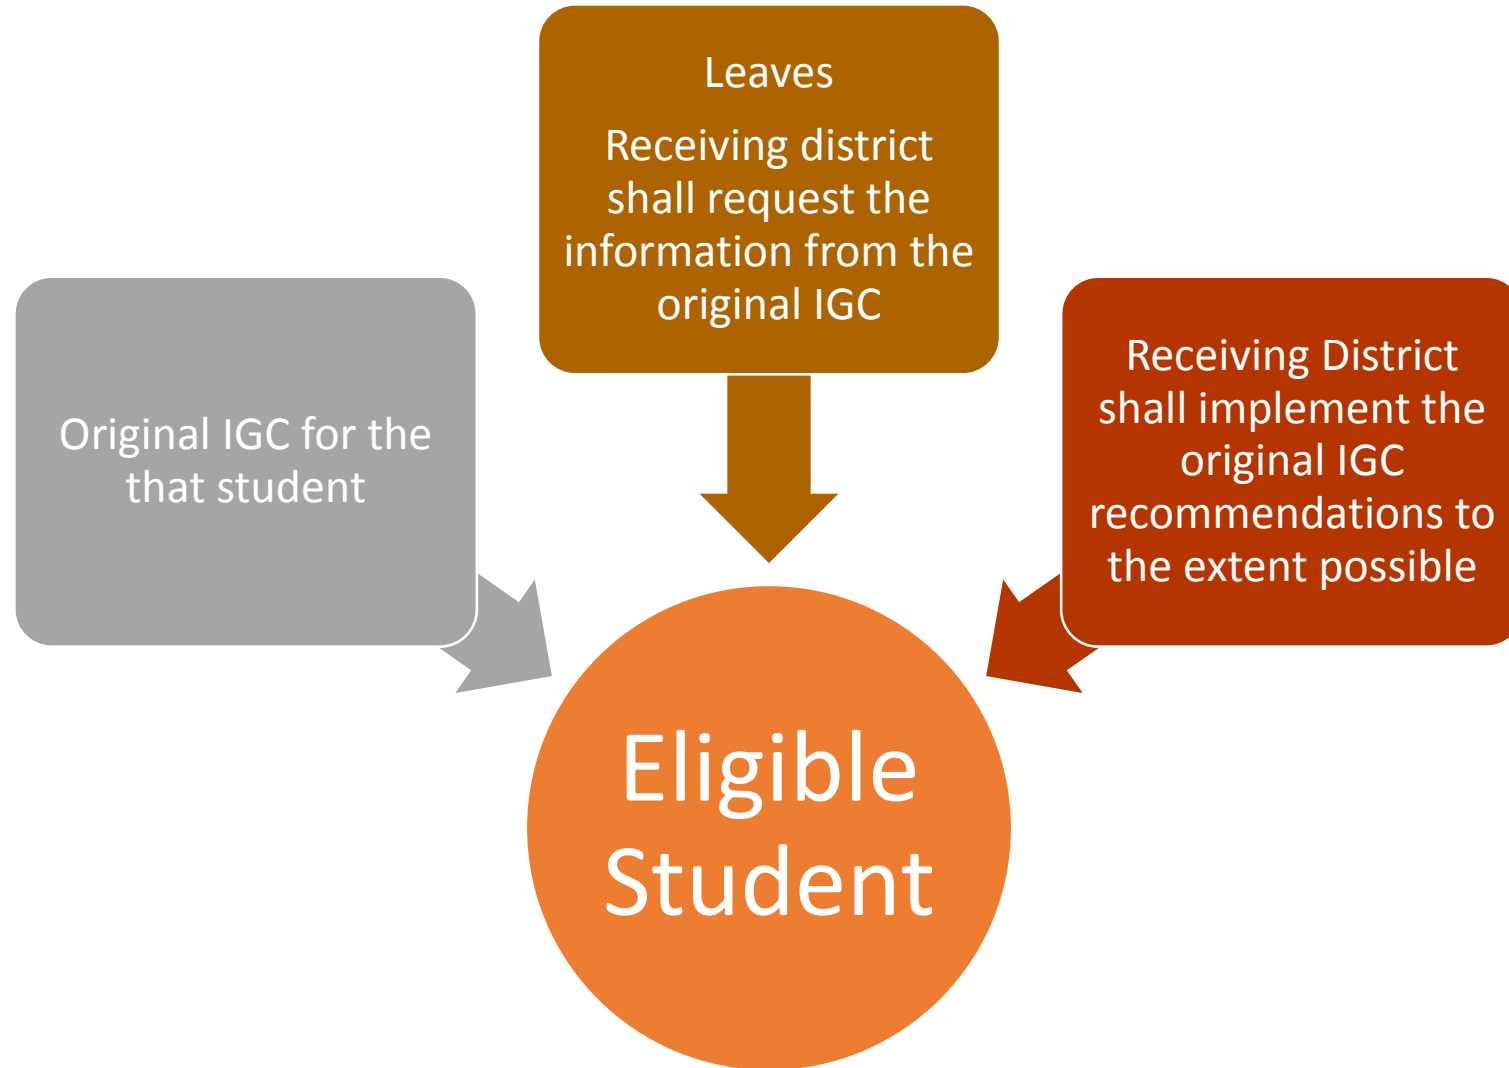 Original IGC for the
that student
Leaves
Receiving district
shall request the
information from the
original IGC
Receiving District
shall implement the
original IGC
recommendations to
the extent possible
Eligible
Student